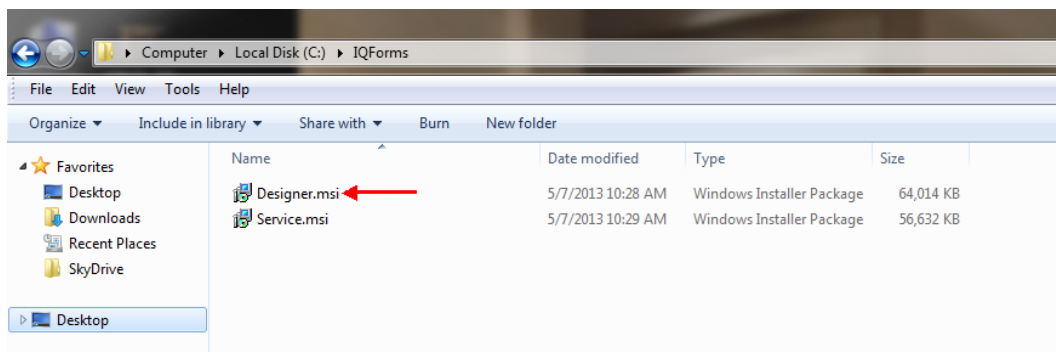 Computer Local Disk (C:) IQForms
File Edit View Tools Help
Organize Include in library Share with Burn New folder
Favorites
Desktop
Downloads
Recent Places
SkyDrive
Desktop
Name Date modified Type Size
Designer.msi 5/7/2013 10:28 AM Windows Installer Package 64,014 KB
Service.msi 5/7/2013 10:29 AM Windows Installer Package 56,632 KB